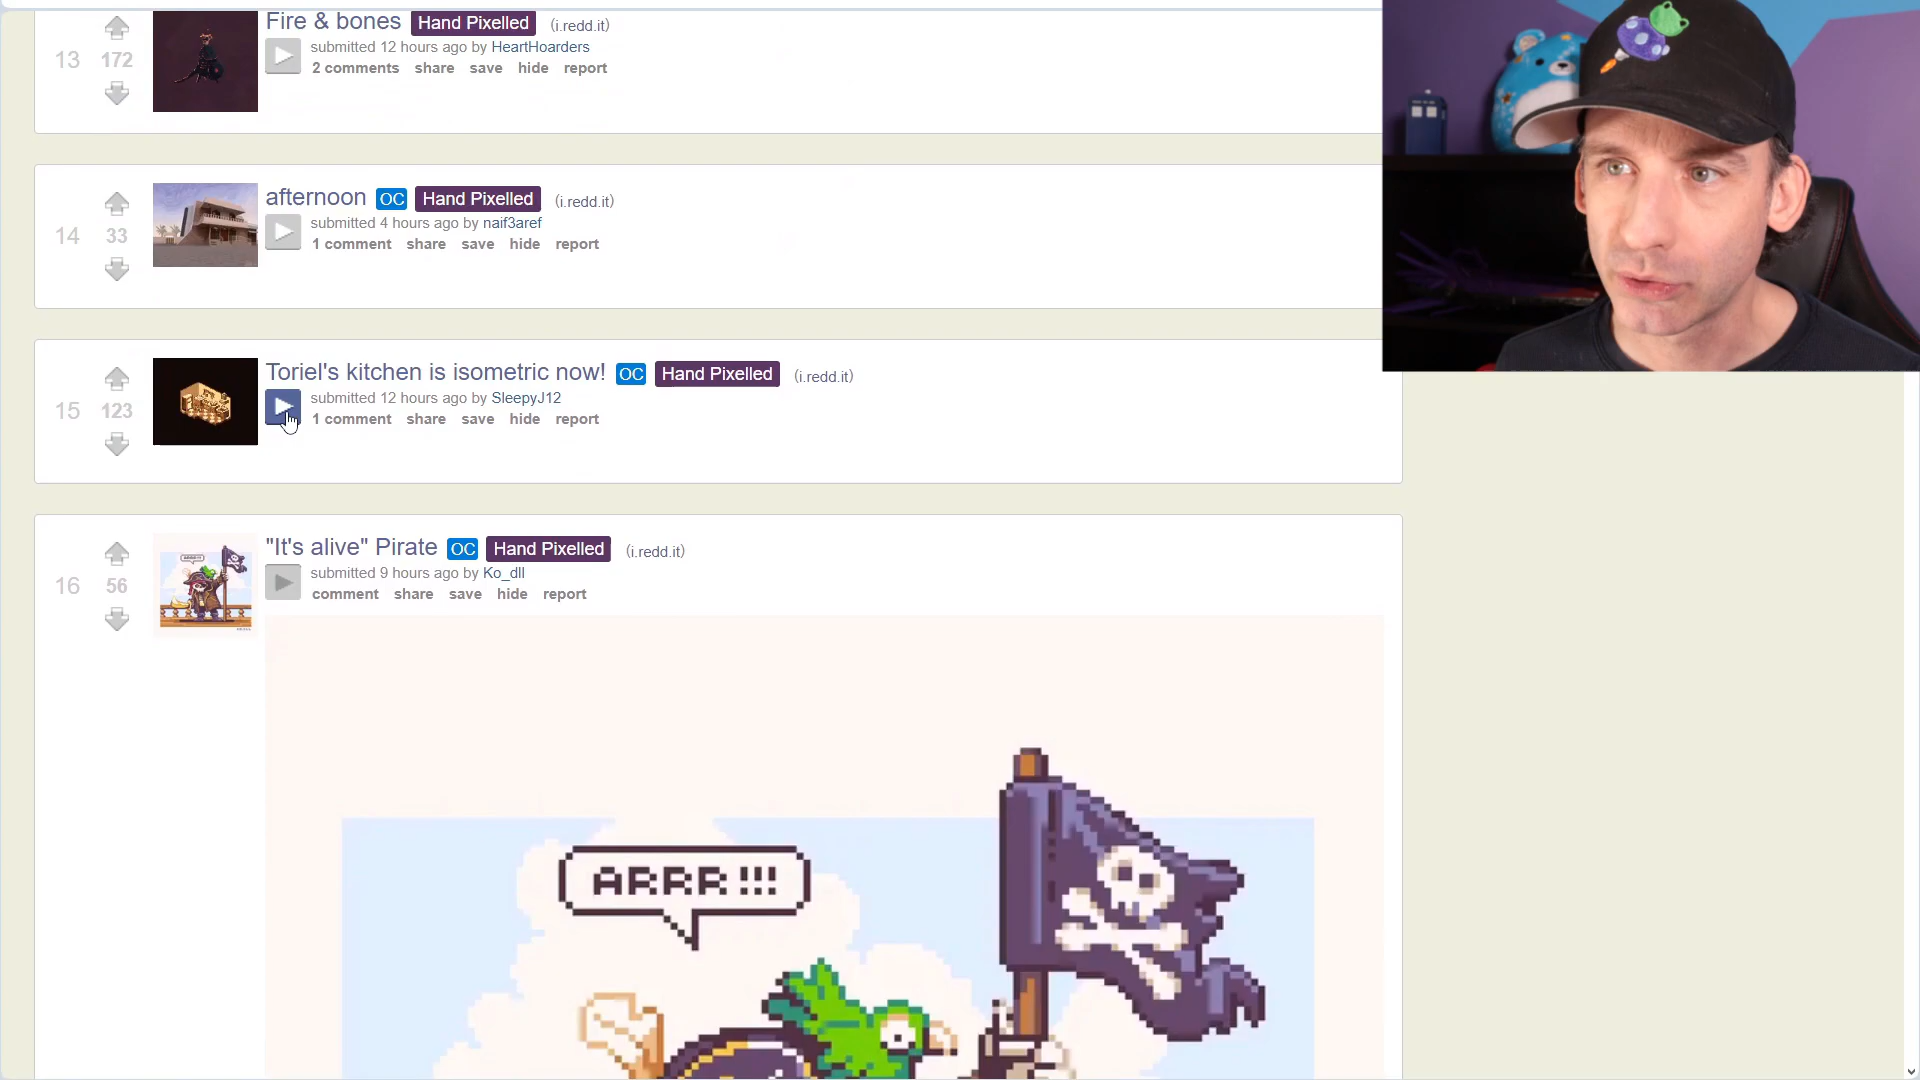 Fire & bones Hand Pixelled (i.redd.it)
submitted 12 hours ago by HeartHoarders
13 172
2 comments share save hide report
afternoon OC Hand Pixelled (i.redd.it)
submitted 4 hours ago by naif3aref
14 33
1 comment share save hide report
Toriel's kitchen is isometric now! OC Hand Pixelled (i.redd.it)
submitted 12 hours ago by SleepyJ12
15 123
1 comment share save hide report
"It's alive" Pirate OC Hand Pixelled (i.redd.it)
submitted 9 hours ago by Ko_dll
16 56
comment share save hide report
ARRR!!!